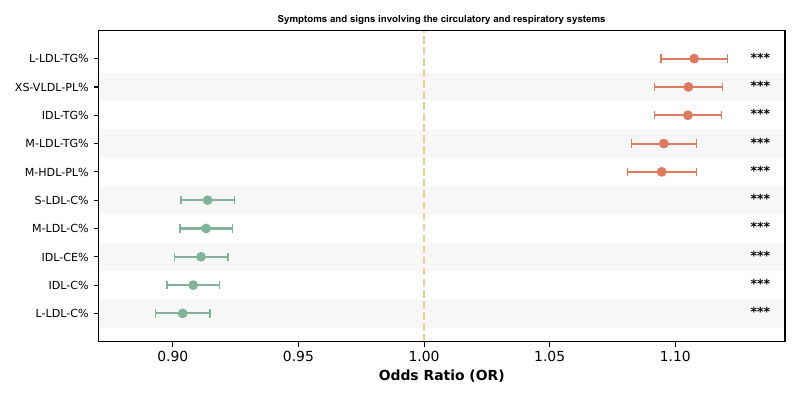 Symptoms and signs involving the circulatory and respiratory systems
L-LDL-TG% ***
XS-VLDL-PL% ***
IDL-TG% ***
M-LDL-TG% ***
M-HDL-PL% ***
S-LDL-C% ***
M-LDL-C% ***
IDL-CE% ***
IDL-C% ***
L-LDL-C% ***
0.90 0.95 1.00 1.05 1.10
Odds Ratio (OR)